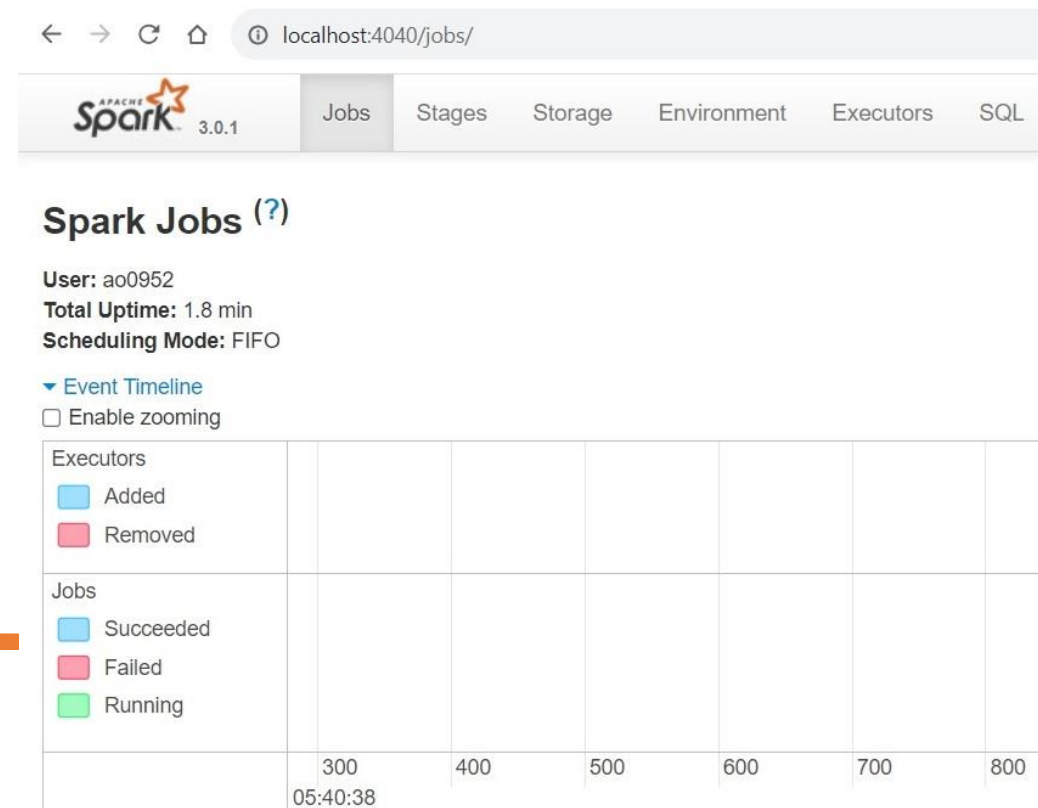 localhost:4040/jobs/
APACHE
Spark 3.0.1 Jobs Stages Storage Environment Executors SQL
Spark Jobs (?)
User: ao0952
Total Uptime: 1.8 min
Scheduling Mode: FIFO
Event Timeline
Enable zooming
Executors
Added
Removed
Jobs
Succeeded
Failed
Running
300 400 500 600 700 800
05:40:38